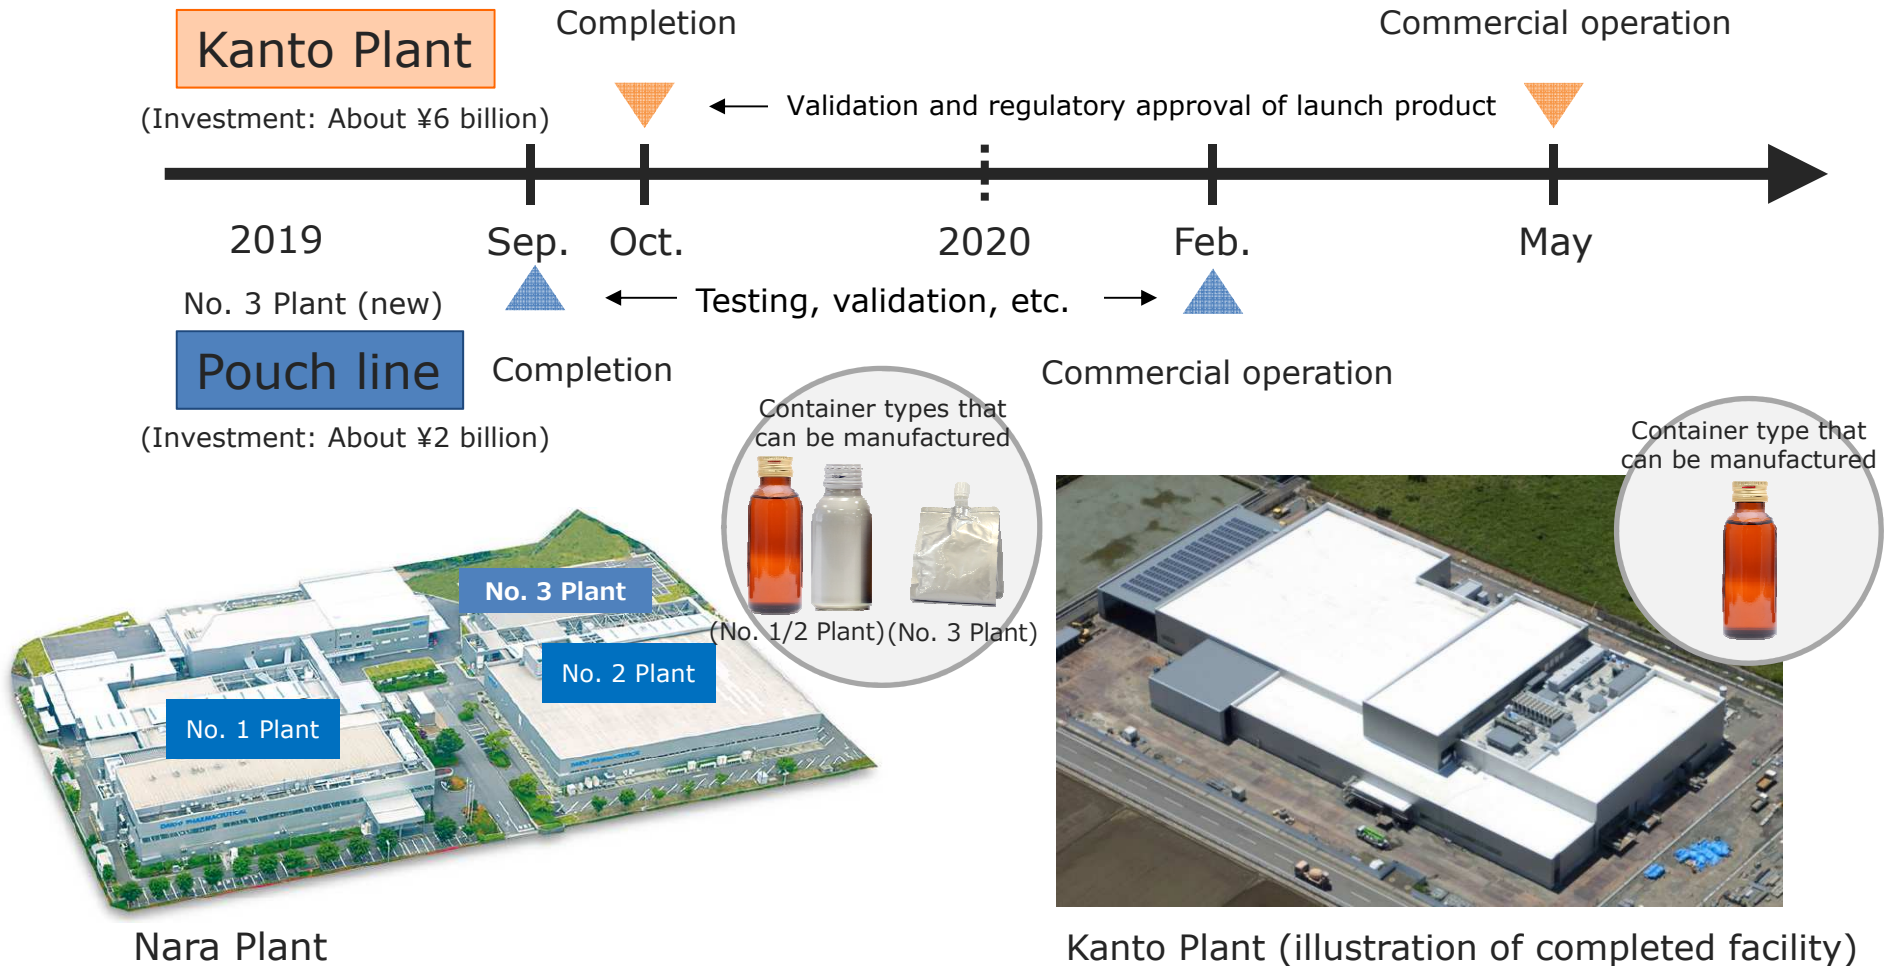 Kanto Plant
Completion
Commercial operation
(Investment: About ¥6 billion)
Validation and regulatory approval of launch product
2019
Sep.
Oct.
2020
Feb.
May
No. 3 Plant (new)
Testing, validation, etc.
Pouch line
Completion
Commercial operation
(Investment: About ¥2 billion)
Container types that
can be manufactured
(No. 1/2 Plant)
(No. 3 Plant)
Container type that
can be manufactured
No. 3 Plant
No. 2 Plant
No. 1 Plant
DAITO PHARMACEUTICAL
Nara Plant
Kanto Plant (illustration of completed facility)